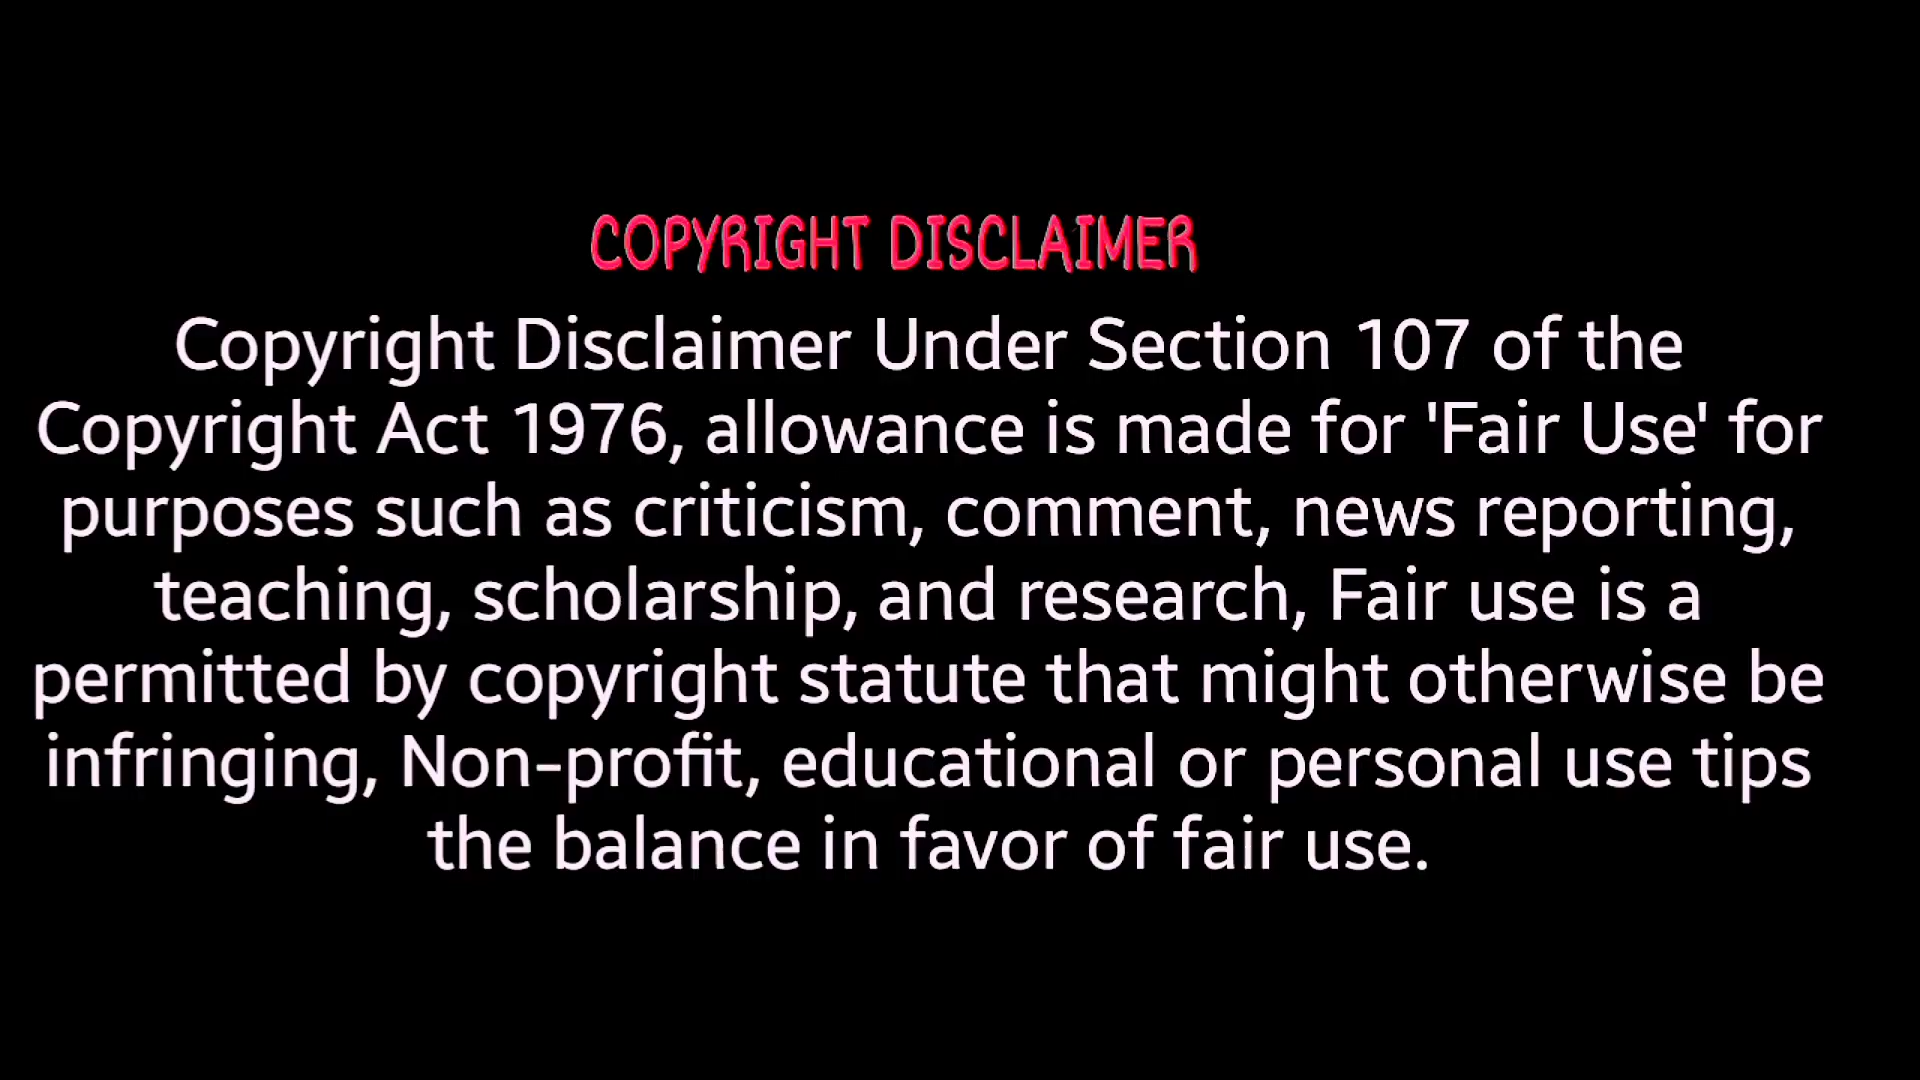 COPYRIGHT DISCLAIMER
Copyright Disclaimer Under Section 107 of the
Copyright Act 1976, allowance is made for 'Fair Use' for
purposes such as criticism, comment, news reporting,
teaching, scholarship, and research, Fair use is a
permitted by copyright statute that might otherwise be
infringing, Non-profit, educational or personal use tips
the balance in favor of fair use.